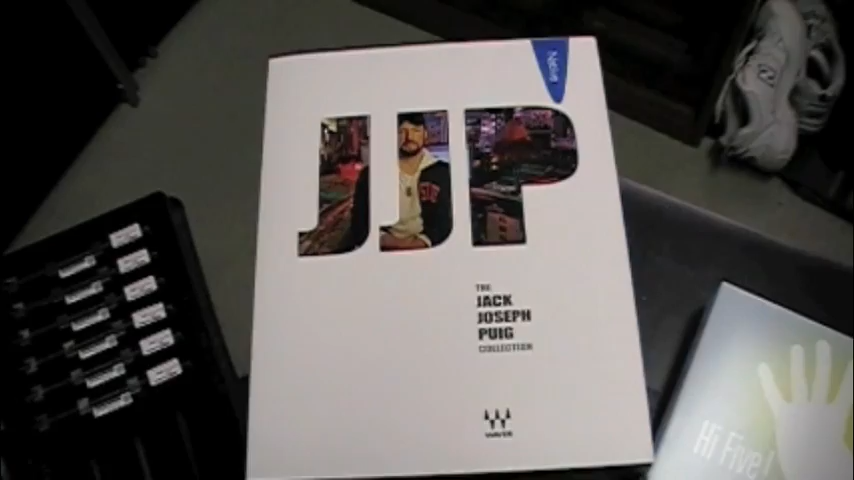 Native
JJP
THE
JACK
JOSEPH
PUIG
COLLECTION
WAVES
Hi Five!